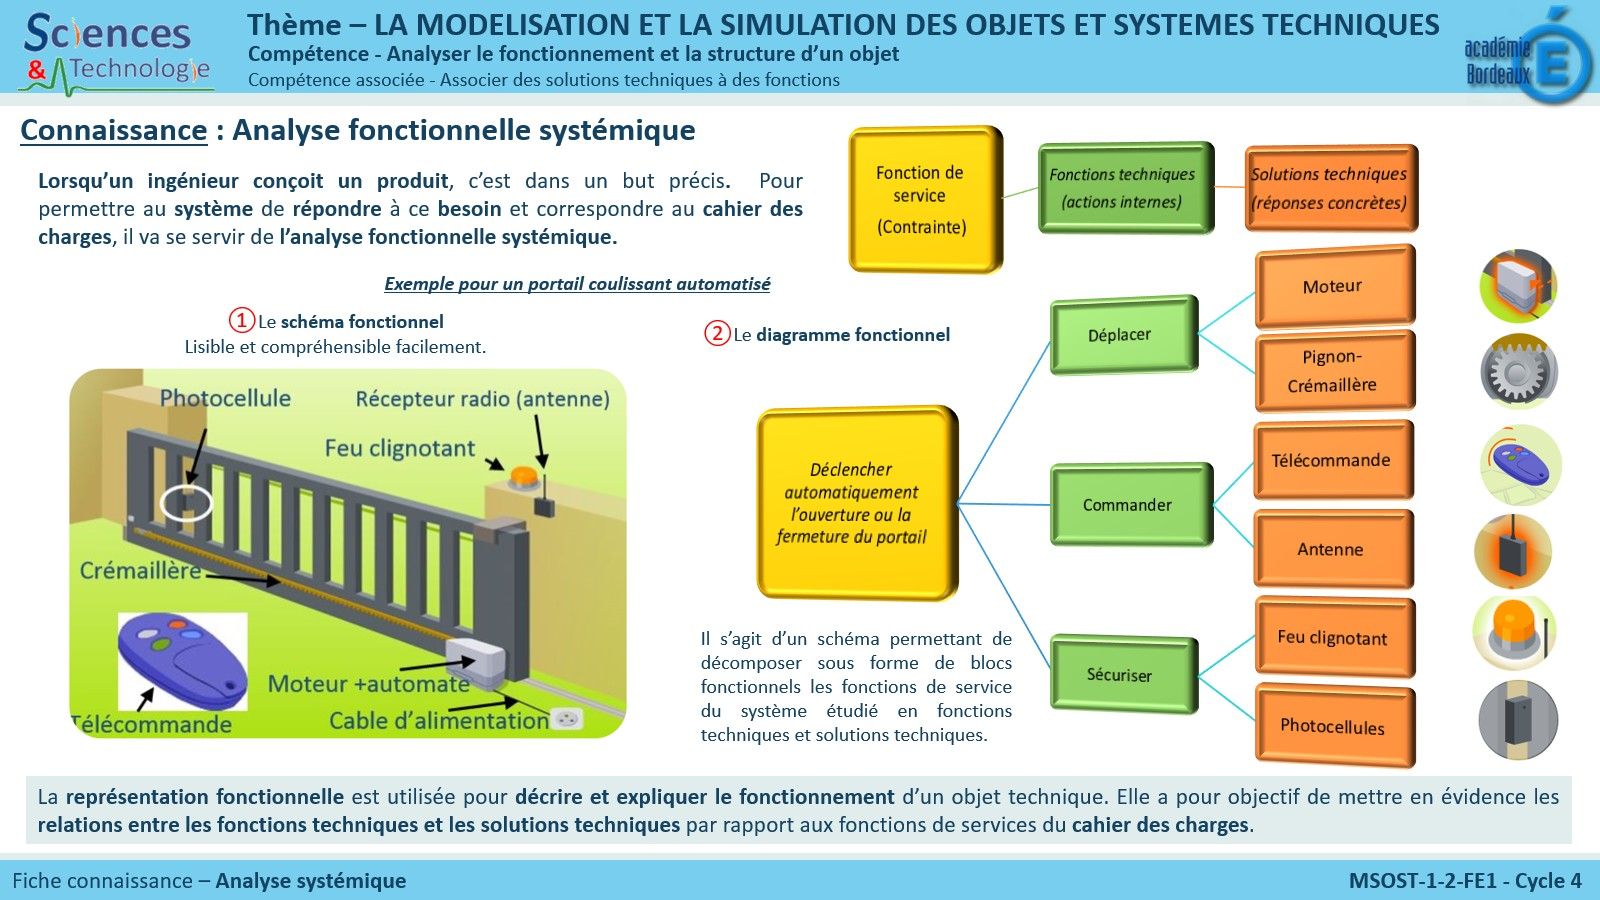 Sciences
& Technologie
Thème – LA MODELISATION ET LA SIMULATION DES OBJETS ET SYSTEMES TECHNIQUES
Compétence - Analyser le fonctionnement et la structure d’un objet
Compétence associée - Associer des solutions techniques à des fonctions
académie
Bordeaux
É
Connaissance : Analyse fonctionnelle systémique
Lorsqu’un ingénieur conçoit un produit, c’est dans un but précis. Pour
permettre au système de répondre à ce besoin et correspondre au cahier des
charges, il va se servir de l’analyse fonctionnelle systémique.
Fonction de
service
(Contrainte)
Fonctions techniques
(actions internes)
Solutions techniques
(réponses concrètes)
Exemple pour un portail coulissant automatisé
1 Le schéma fonctionnel
Lisible et compréhensible facilement.
Photocellule
Récepteur radio (antenne)
Feu clignotant
Crémaillère
Moteur +automate
Cable d’alimentation
Télécommande
2 Le diagramme fonctionnel
Déclencher
automatiquement
l’ouverture ou la
fermeture du portail
Déplacer
Commander
Sécuriser
Moteur
Pignon-
Crémaillère
Télécommande
Antenne
Feu clignotant
Photocellules
Il s’agit d’un schéma permettant de
décomposer sous forme de blocs
fonctionnels les fonctions de service
du système étudié en fonctions
techniques et solutions techniques.
La représentation fonctionnelle est utilisée pour décrire et expliquer le fonctionnement d’un objet technique. Elle a pour objectif de mettre en évidence les
relations entre les fonctions techniques et les solutions techniques par rapport aux fonctions de services du cahier des charges.
Fiche connaissance – Analyse systémique
MSOST-1-2-FE1 - Cycle 4